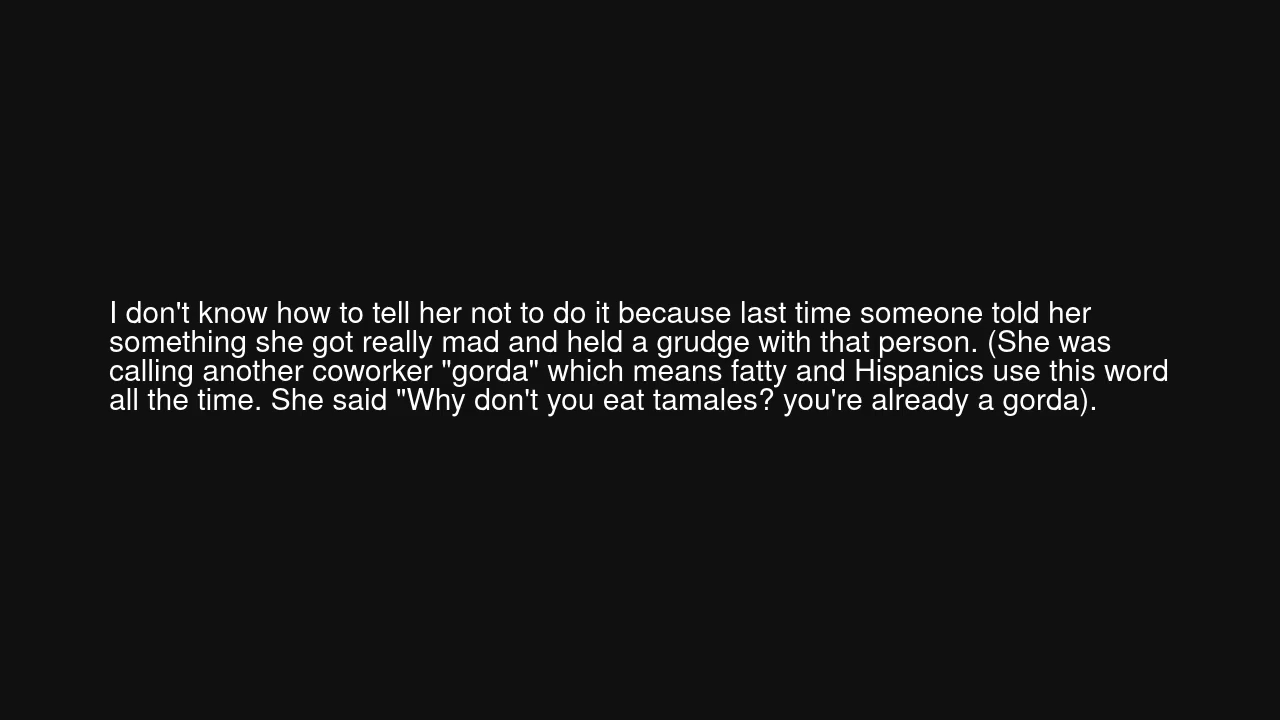 I don't know how to tell her not to do it because last time someone told her
something she got really mad and held a grudge with that person. (She was
calling another coworker "gorda" which means fatty and Hispanics use this word
all the time. She said "Why don't you eat tamales? you're already a gorda).